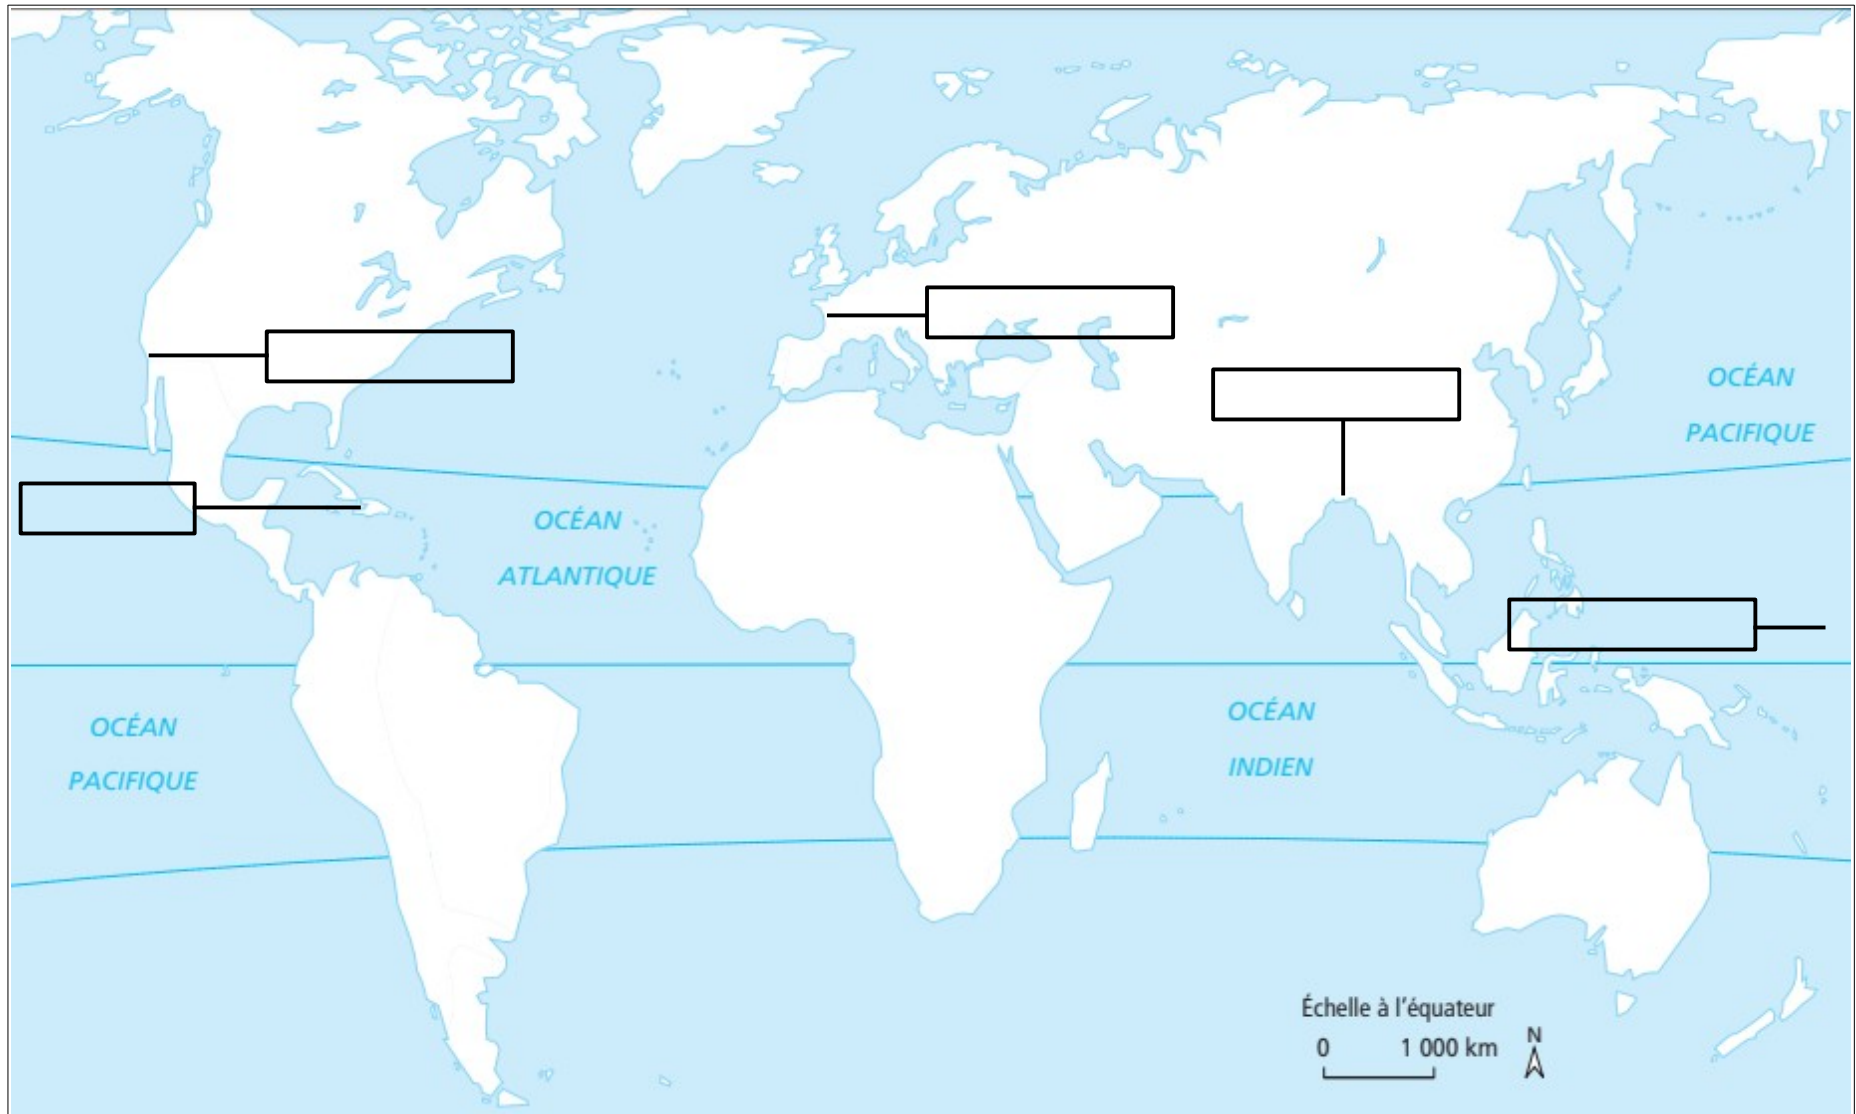 OCÉAN
PACIFIQUE
OCÉAN
ATLANTIQUE
OCÉAN
PACIFIQUE
OCÉAN
INDIEN
Échelle à l'équateur
0 1 000 km
N